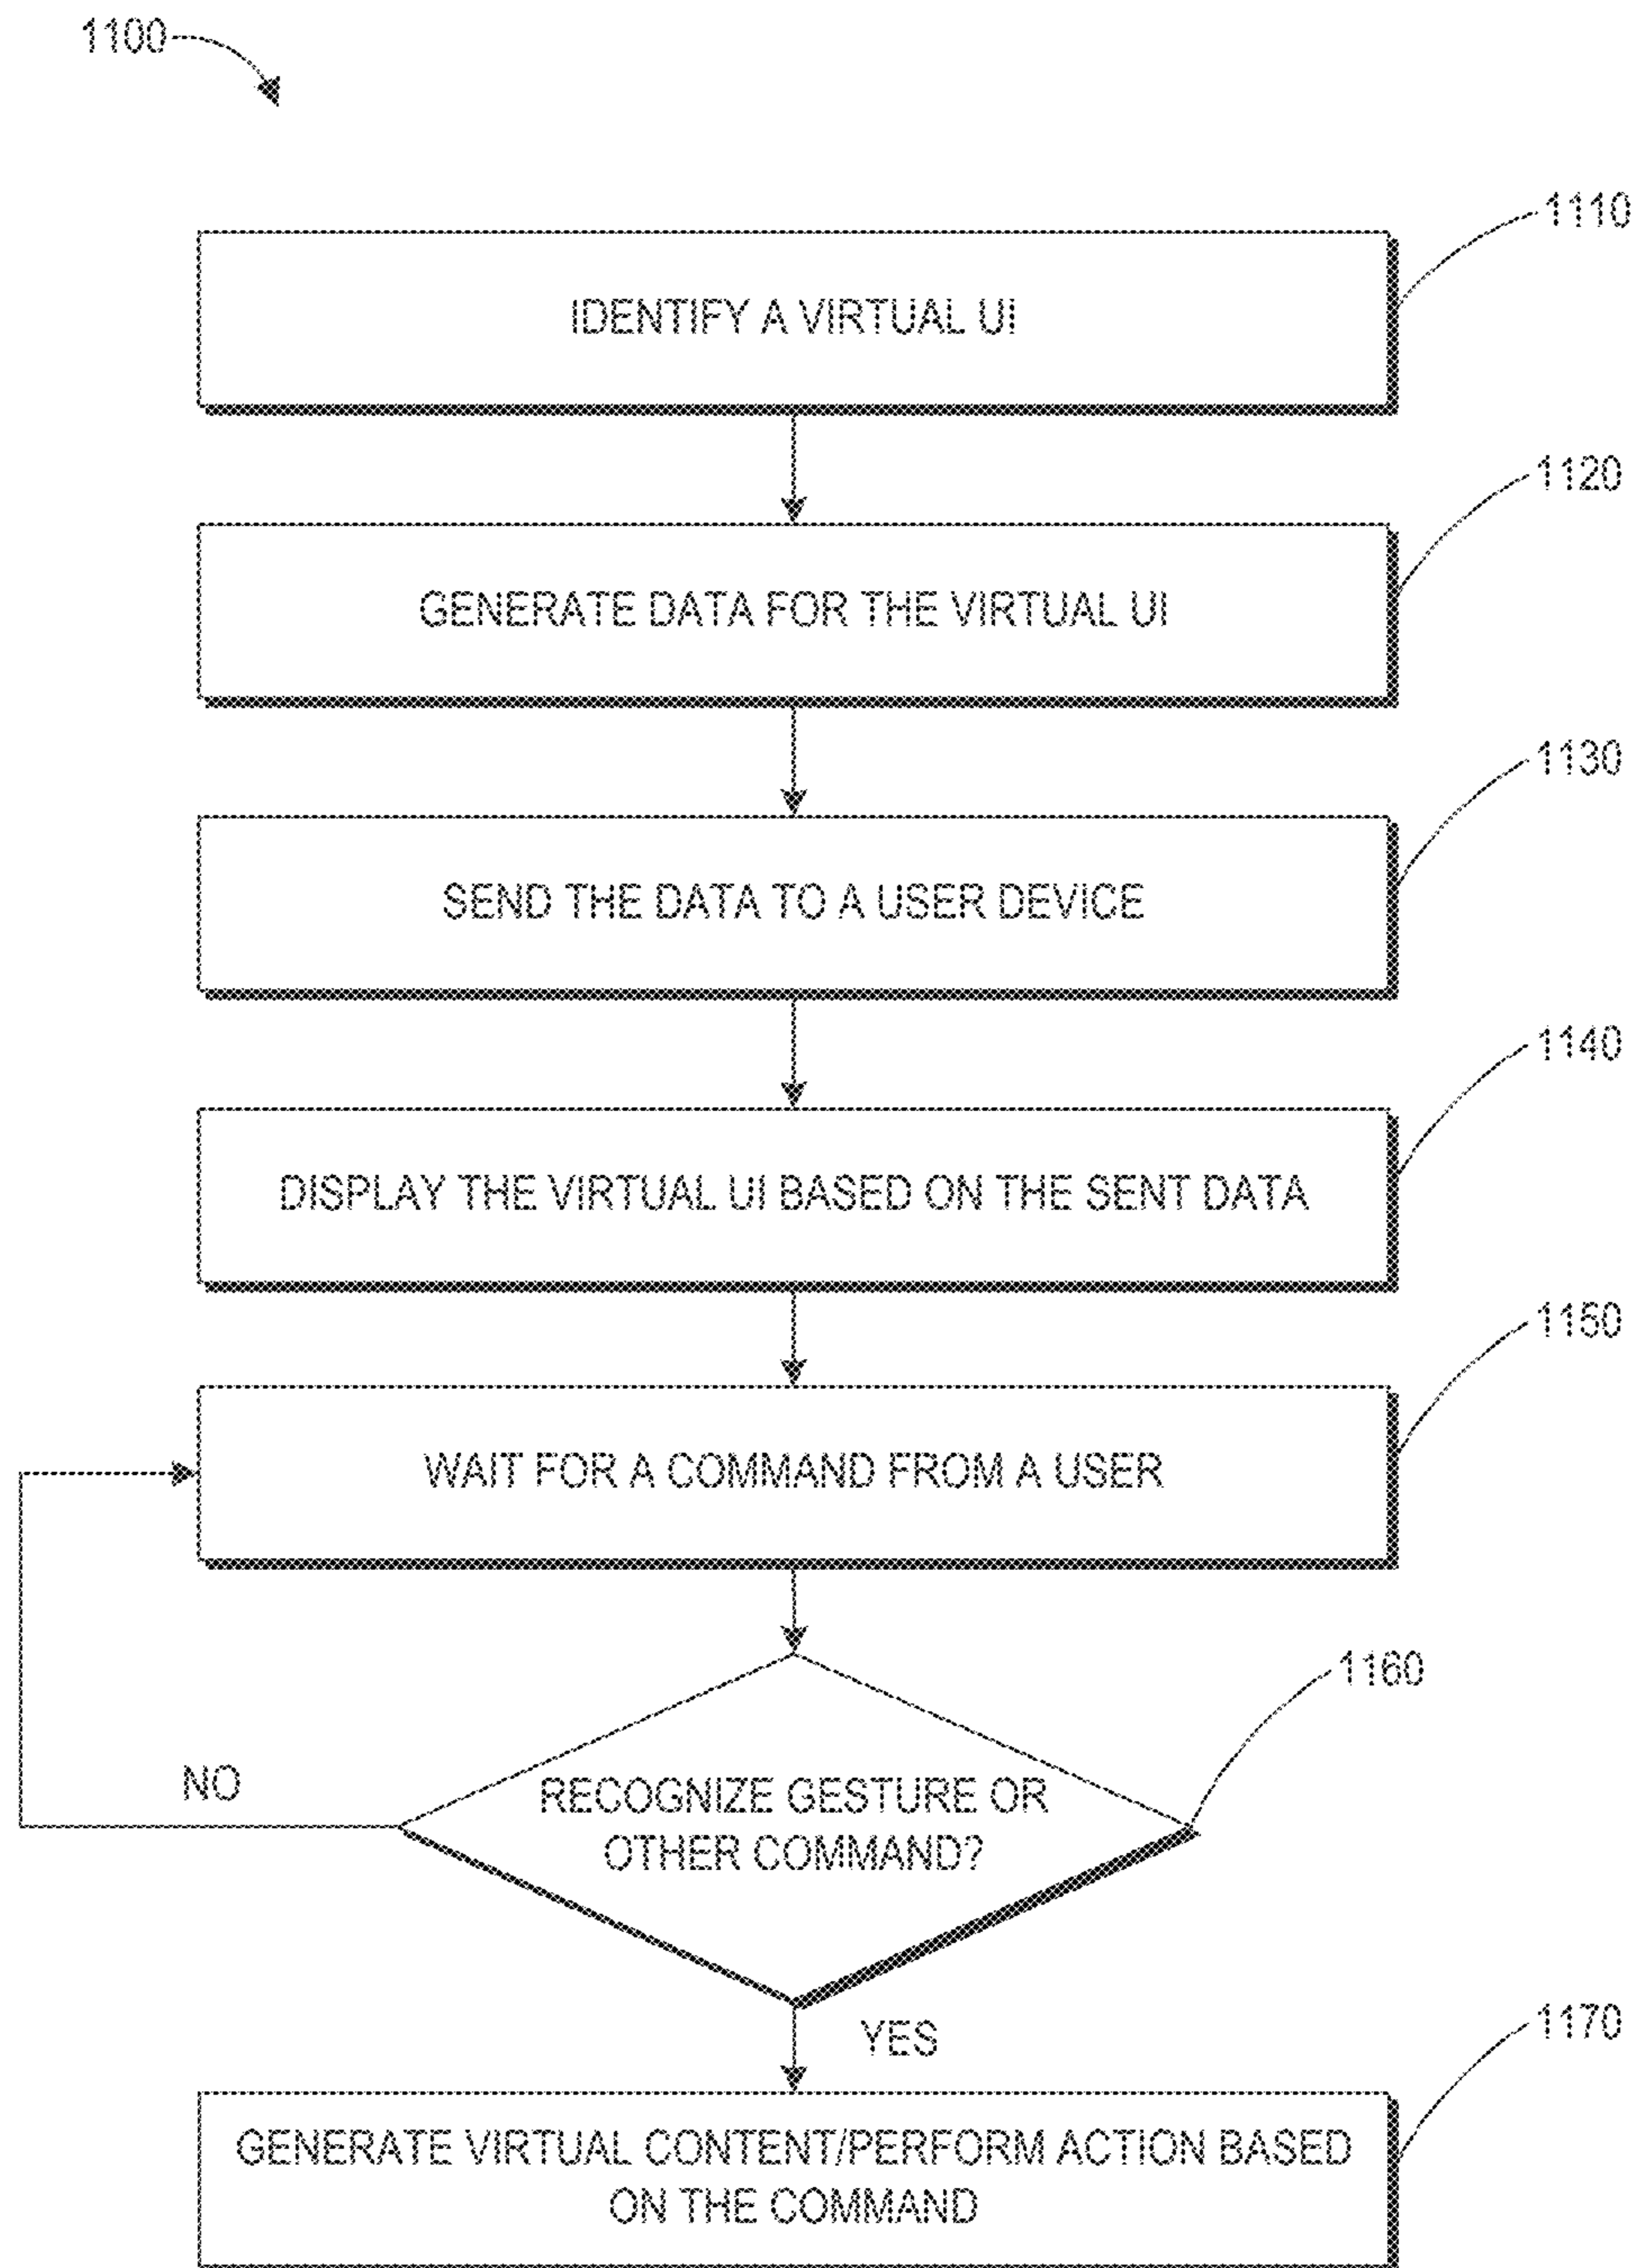 1100
1110
IDENTIFY A VIRTUAL UI
1120
GENERATE DATA FOR THE VIRTUAL UI
1130
SEND THE DATA TO A USER DEVICE
1140
DISPLAY THE VIRTUAL UI BASED ON THE SENT DATA
1150
WAIT FOR A COMMAND FROM A USER
1160
NO
RECOGNIZE GESTURE OR
OTHER COMMAND?
YES
1170
GENERATE VIRTUAL CONTENT/PERFORM ACTION BASED
ON THE COMMAND